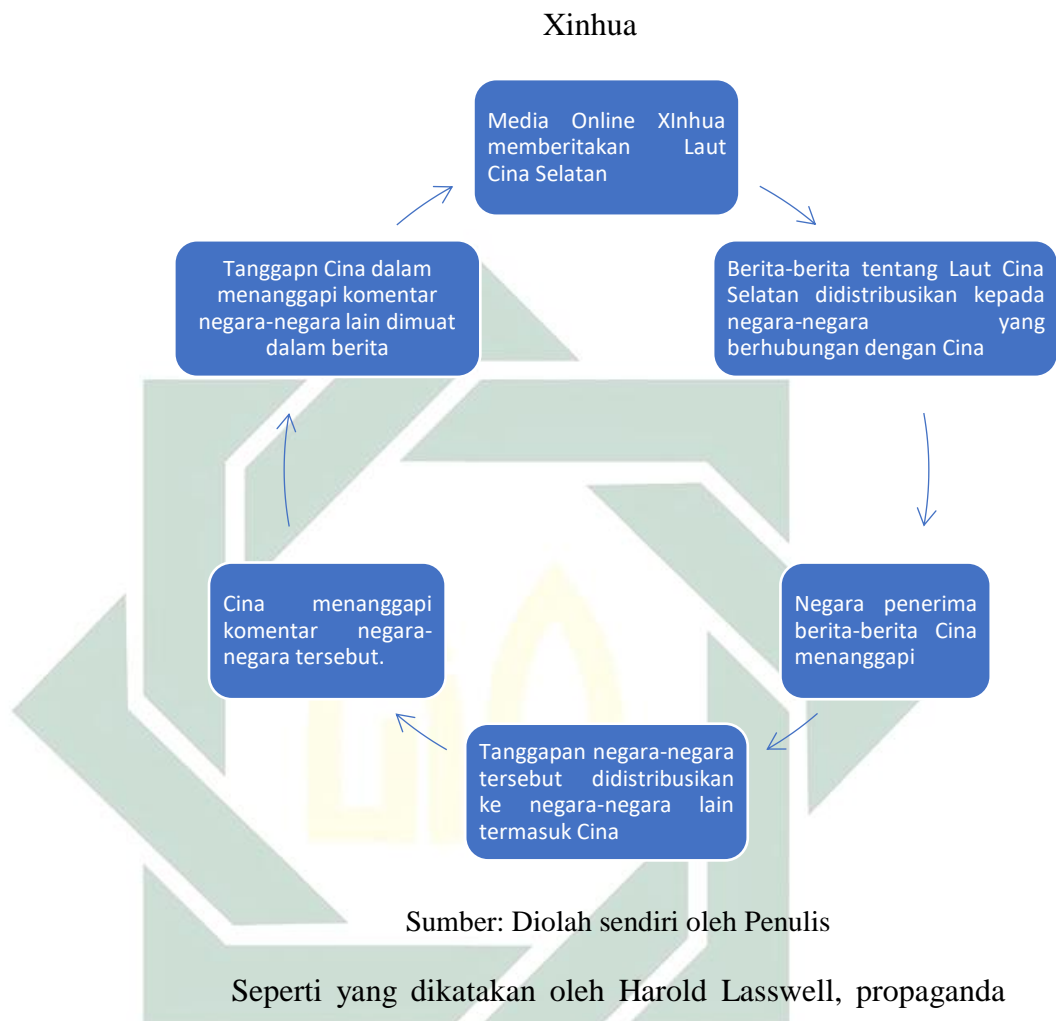 Xinhua
Media Online XInhua
memberitakan Laut
Cina Selatan
Berita-berita tentang Laut Cina
Selatan didistribusikan kepada
negara-negara yang
berhubungan dengan Cina
Negara penerima
berita-berita Cina
menanggapi
Tanggapan negara-negara
tersebut didistribusikan
ke negara-negara lain
termasuk Cina
Cina menanggapi
komentar negara-
negara tersebut.
Tanggapn Cina dalam
menanggapi komentar
negara-negara lain dimuat
dalam berita
Sumber: Diolah sendiri oleh Penulis
Seperti yang dikatakan oleh Harold Lasswell, propaganda